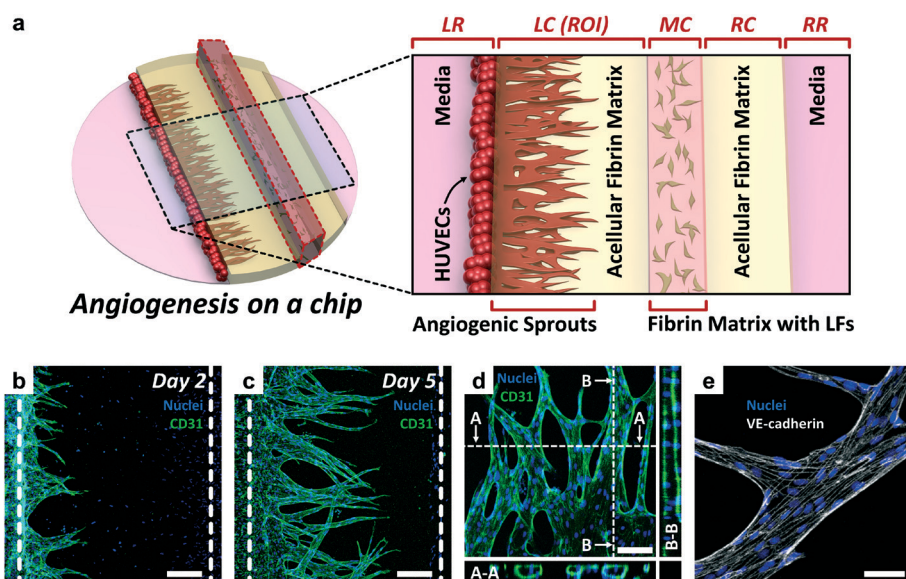 a
LR
LC (ROI)
MC
RC
RR
Media
HUVECs
Acellular Fibrin Matrix
Acellular Fibrin Matrix
Media
Angiogenesis on a chip
Angiogenic Sprouts
Fibrin Matrix with LFs
b
Day 2
Nuclei
CD31
c
Day 5
Nuclei
CD31
d
Nuclei
CD31
B
A
A
B
B-B
A-A
e
Nuclei
VE-cadherin